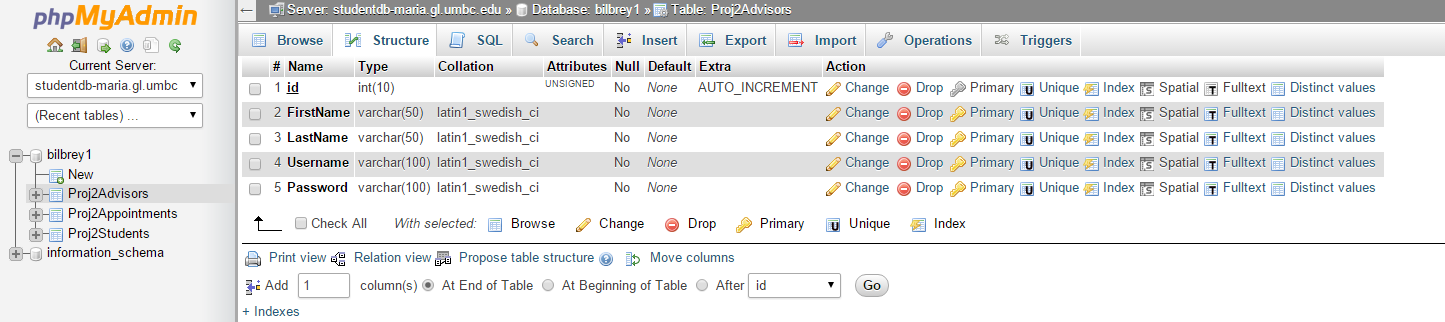 phpMyAdmin
Current Server:
studentdb-maria.gl.umbc
(Recent tables) ...
bilbrey1
New
Proj2Advisors
Proj2Appointments
Proj2Students
information_schema
Server: studentdb-maria.gl.umbc.edu » Database: bilbrey1 » Table: Proj2Advisors
Browse Structure SQL Search Insert Export Import Operations Triggers
# Name Type Collation Attributes Null Default Extra Action
1 id int(10) UNSIGNED No None AUTO_INCREMENT Change Drop Primary Unique Index Spatial Fulltext Distinct values
2 FirstName varchar(50) latin1_swedish_ci No None Change Drop Primary Unique Index Spatial Fulltext Distinct values
3 LastName varchar(50) latin1_swedish_ci No None Change Drop Primary Unique Index Spatial Fulltext Distinct values
4 Username varchar(100) latin1_swedish_ci No None Change Drop Primary Unique Index Spatial Fulltext Distinct values
5 Password varchar(100) latin1_swedish_ci No None Change Drop Primary Unique Index Spatial Fulltext Distinct values
Check All With selected: Browse Change Drop Primary Unique Index
Print view Relation view Propose table structure Move columns
Add 1 column(s) At End of Table At Beginning of Table After id Go
+ Indexes